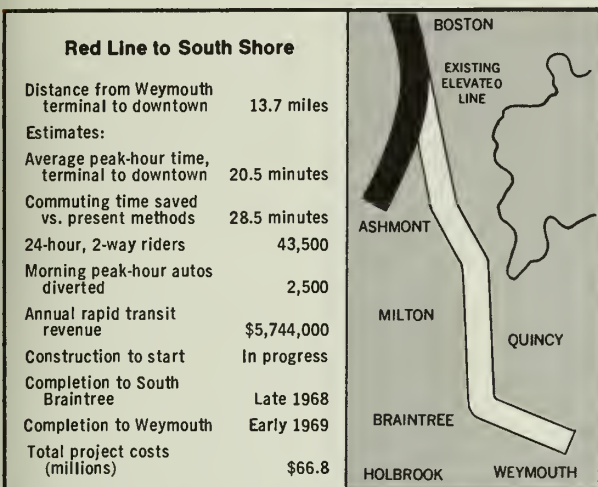 Red Line to South Shore
Distance from Weymouth
terminal to downtown 13.7 miles
Estimates:
Average peak-hour time,
terminal to downtown 20.5 minutes
Commuting time saved
vs. present methods 28.5 minutes
24-hour, 2-way riders 43,500
Morning peak-hour autos
diverted 2,500
Annual rapid transit
revenue $5,744,000
Construction to start In progress
Completion to South
Braintree Late 1968
Completion to Weymouth Early 1969
Total project costs
(millions) $66.8
BOSTON
EXISTING
ELEVATED
LINE
ASHMONT
MILTON
QUINCY
BRAINTREE
HOLBROOK WEYMOUTH